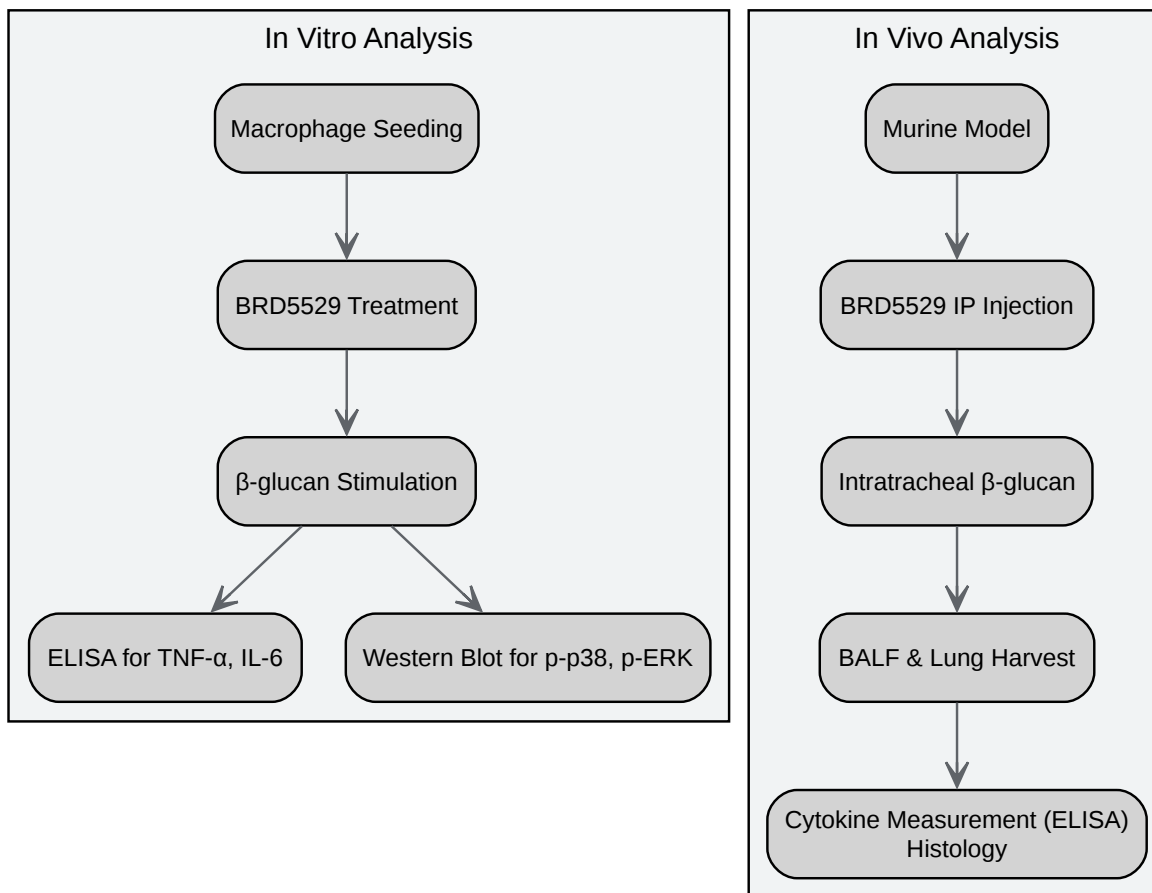 In Vitro Analysis
Macrophage Seeding
BRD5529 Treatment
β-glucan Stimulation
ELISA for TNF-α, IL-6
Western Blot for p-p38, p-ERK
In Vivo Analysis
Murine Model
BRD5529 IP Injection
Intratracheal β-glucan
BALF & Lung Harvest
Cytokine Measurement (ELISA)
Histology